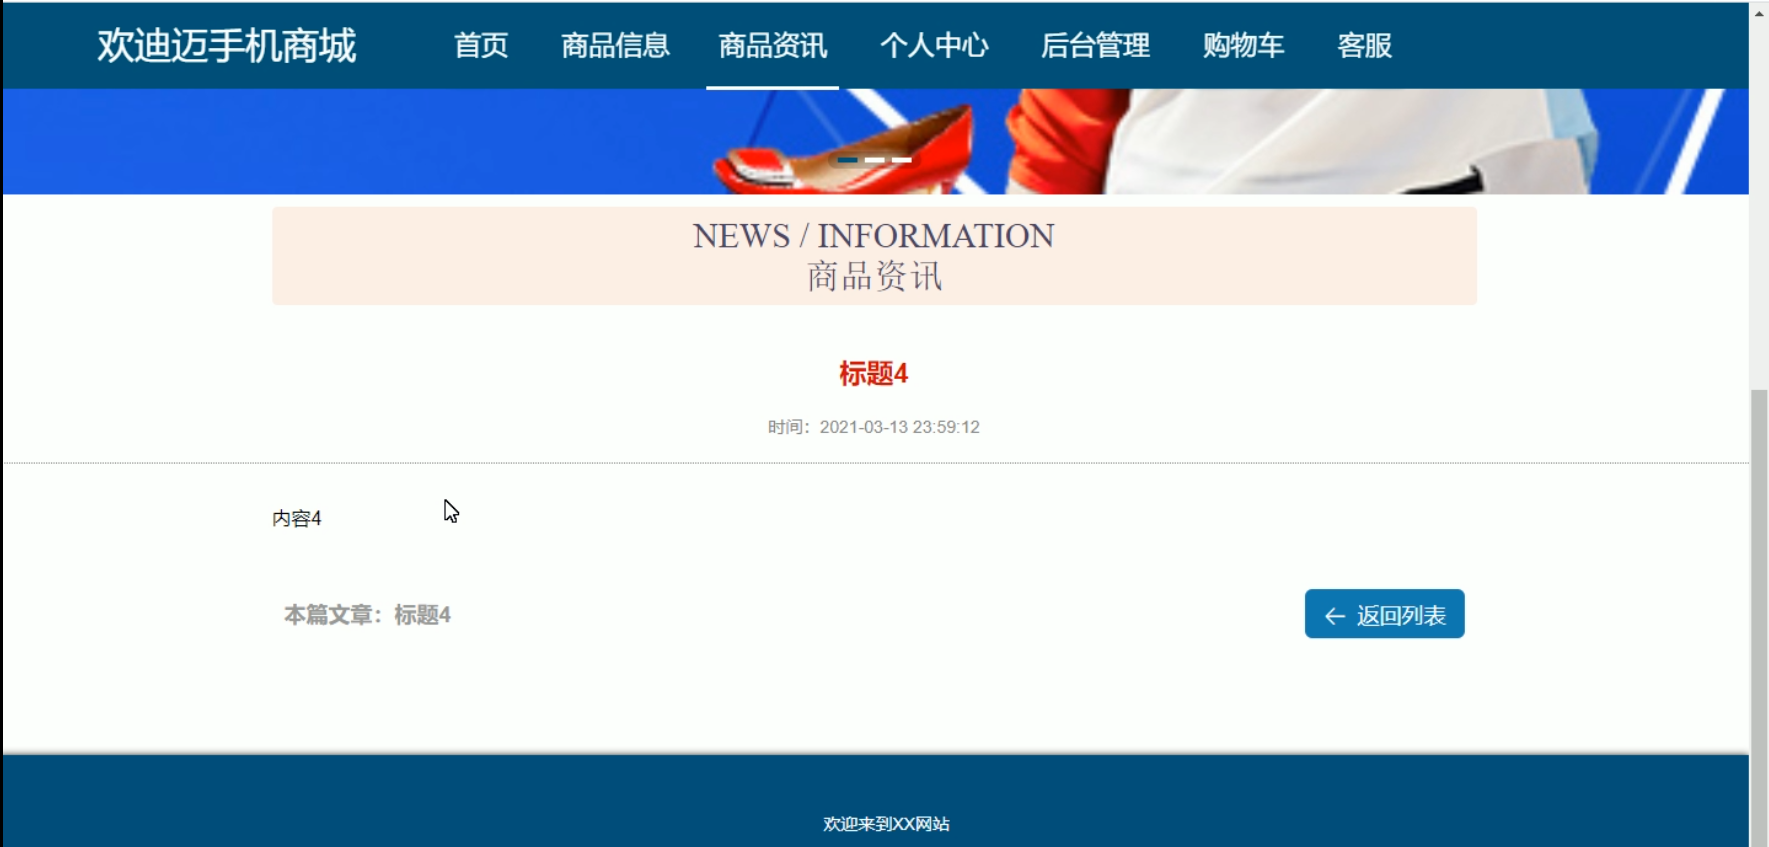 欢迪迈手机商城 首页 商品信息 商品资讯 个人中心 后台管理 购物车 客服
NEWS / INFORMATION
商品资讯
标题4
时间：2021-03-13 23:59:12
内容4
本篇文章：标题4
← 返回列表
欢迎来到XX网站